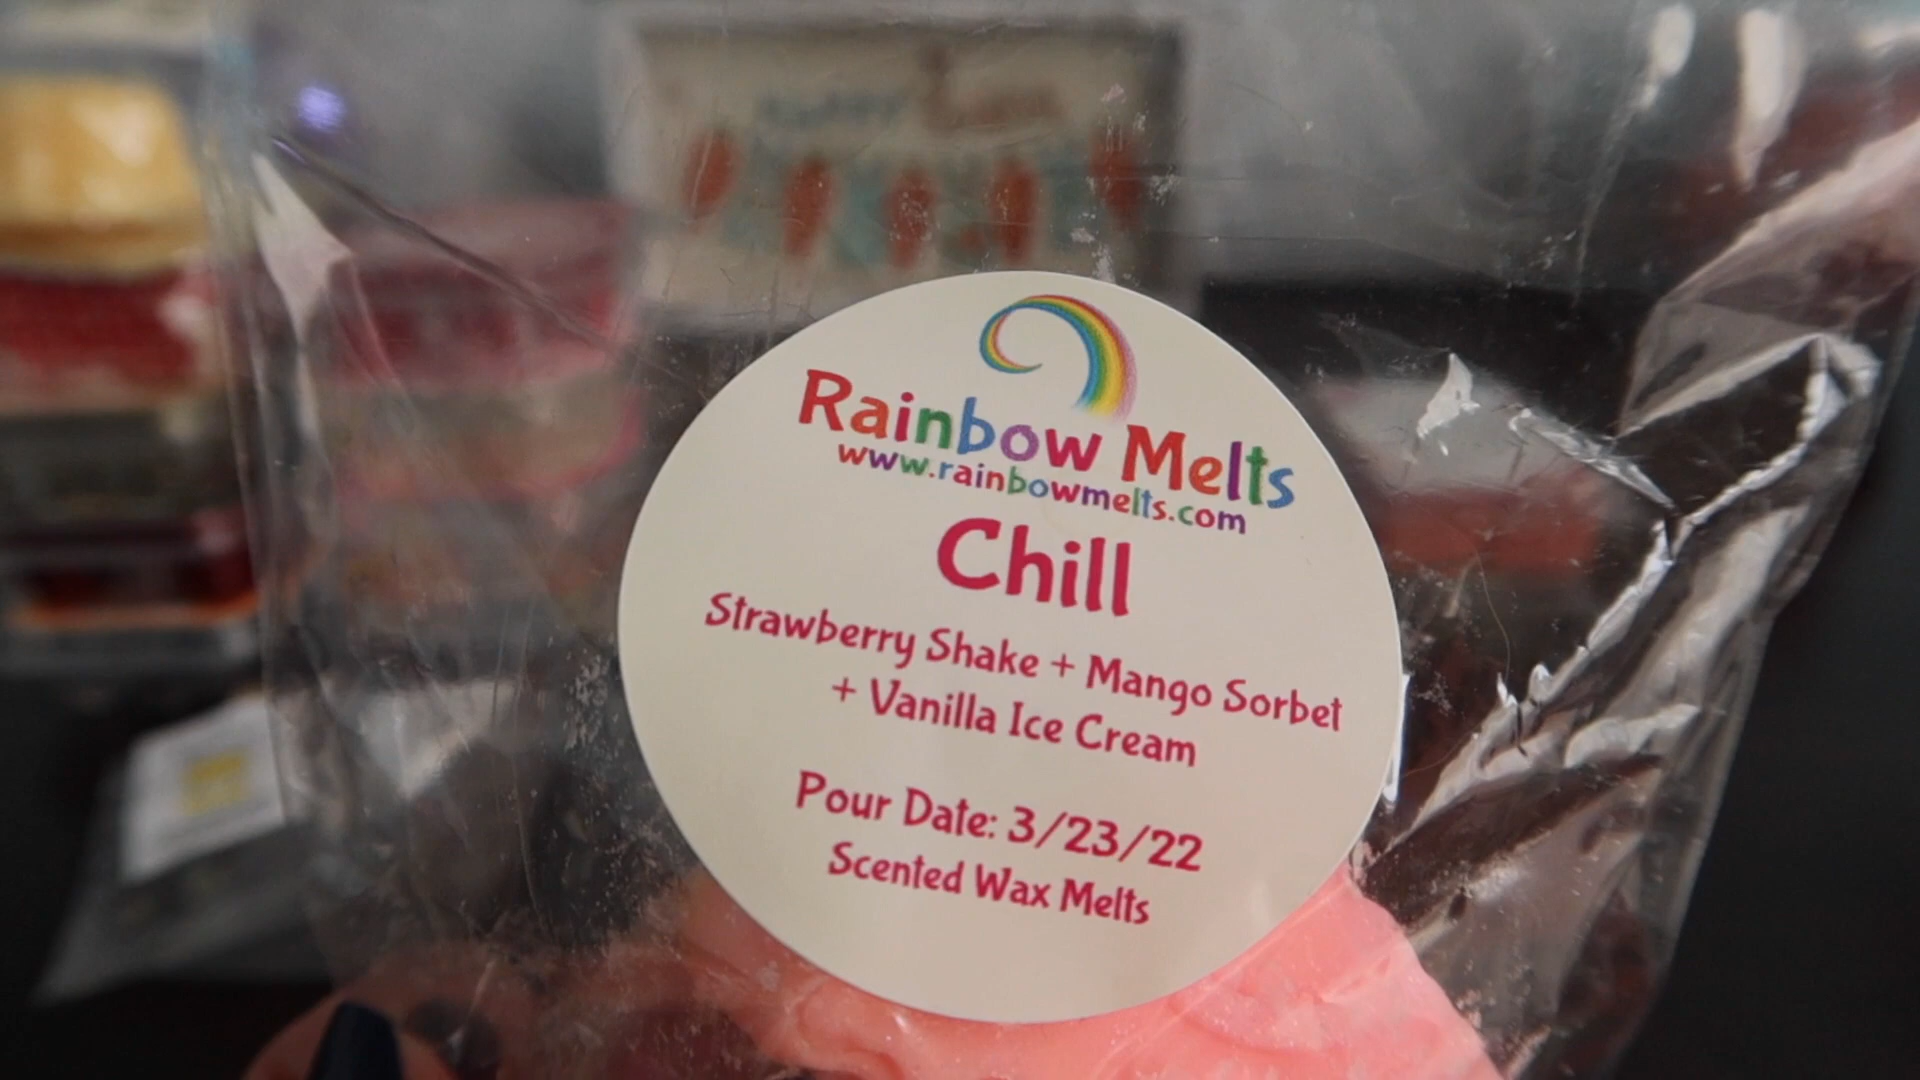 Rainbow Melts
www.rainbowmelts.com
Chill
Strawberry Shake + Mango Sorbet
+ Vanilla Ice Cream
Pour Date: 3/23/22
Scented Wax Melts